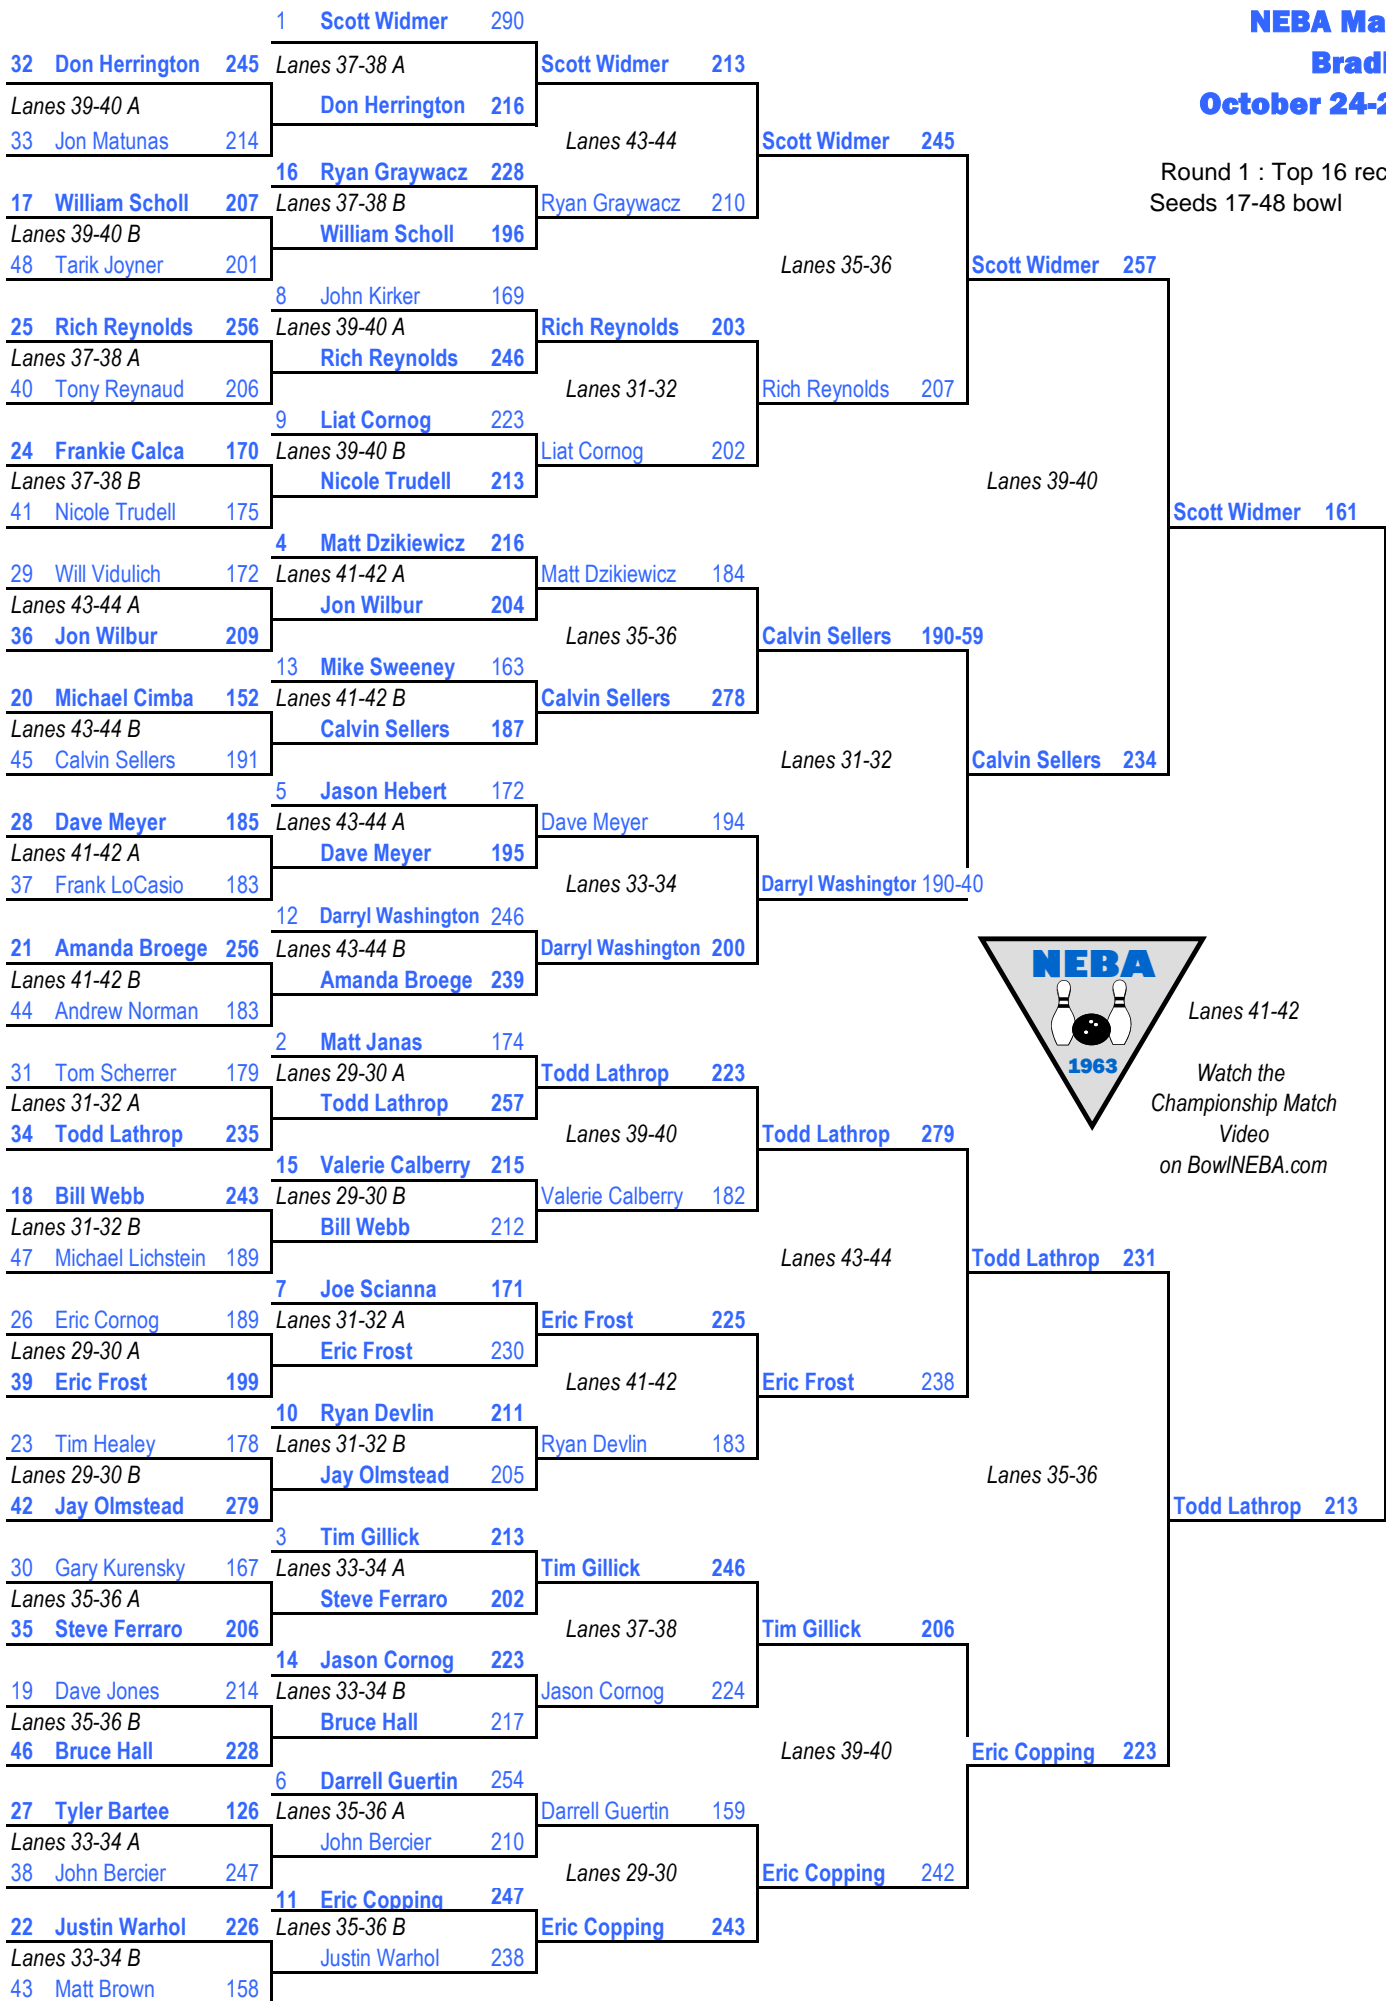 NEBA Ma
Bradl
October 24-2
Round 1 : Top 16 rec
Seeds 17-48 bowl
32 Don Herrington 245
Lanes 39-40 A
33 Jon Matunas 214
17 William Scholl 207
Lanes 39-40 B
48 Tarik Joyner 201
25 Rich Reynolds 256
Lanes 37-38 A
40 Tony Reynaud 206
24 Frankie Calca 170
Lanes 37-38 B
41 Nicole Trudell 175
29 Will Vidulich 172
Lanes 43-44 A
36 Jon Wilbur 209
20 Michael Cimba 152
Lanes 43-44 B
45 Calvin Sellers 191
28 Dave Meyer 185
Lanes 41-42 A
37 Frank LoCasio 183
21 Amanda Broege 256
Lanes 41-42 B
44 Andrew Norman 183
31 Tom Scherrer 179
Lanes 31-32 A
34 Todd Lathrop 235
18 Bill Webb 243
Lanes 31-32 B
47 Michael Lichstein 189
26 Eric Cornog 189
Lanes 29-30 A
39 Eric Frost 199
23 Tim Healey 178
Lanes 29-30 B
42 Jay Olmstead 279
30 Gary Kurensky 167
Lanes 35-36 A
35 Steve Ferraro 206
19 Dave Jones 214
Lanes 35-36 B
46 Bruce Hall 228
27 Tyler Bartee 126
Lanes 33-34 A
38 John Bercier 247
22 Justin Warhol 226
Lanes 33-34 B
43 Matt Brown 158
1 Scott Widmer 290
Lanes 37-38 A
Don Herrington 216
16 Ryan Graywacz 228
Lanes 37-38 B
William Scholl 196
8 John Kirker 169
Lanes 39-40 A
Rich Reynolds 246
9 Liat Cornog 223
Lanes 39-40 B
Nicole Trudell 213
4 Matt Dzikiewicz 216
Lanes 41-42 A
Jon Wilbur 204
13 Mike Sweeney 163
Lanes 41-42 B
Calvin Sellers 187
5 Jason Hebert 172
Lanes 43-44 A
Dave Meyer 195
12 Darryl Washington 246
Lanes 43-44 B
Amanda Broege 239
2 Matt Janas 174
Lanes 29-30 A
Todd Lathrop 257
15 Valerie Calberry 215
Lanes 29-30 B
Bill Webb 212
7 Joe Scianna 171
Lanes 31-32 A
Eric Frost 230
10 Ryan Devlin 211
Lanes 31-32 B
Jay Olmstead 205
3 Tim Gillick 213
Lanes 33-34 A
Steve Ferraro 202
14 Jason Cornog 223
Lanes 33-34 B
Bruce Hall 217
6 Darrell Guertin 254
Lanes 35-36 A
John Bercier 210
11 Eric Copping 247
Lanes 35-36 B
Justin Warhol 238
Scott Widmer 213
Lanes 43-44
Ryan Graywacz 210
Rich Reynolds 203
Lanes 31-32
Liat Cornog 202
Matt Dzikiewicz 184
Lanes 35-36
Calvin Sellers 278
Dave Meyer 194
Lanes 33-34
Darryl Washington 200
Todd Lathrop 223
Lanes 39-40
Valerie Calberry 182
Eric Frost 225
Lanes 41-42
Ryan Devlin 183
Tim Gillick 246
Lanes 37-38
Jason Cornog 224
Darrell Guertin 159
Lanes 29-30
Eric Copping 243
Scott Widmer 245
Lanes 35-36
Rich Reynolds 207
Calvin Sellers 190-59
Lanes 31-32
Darryl Washingtor 190-40
Todd Lathrop 279
Lanes 43-44
Eric Frost 238
Tim Gillick 206
Lanes 39-40
Eric Copping 242
Scott Widmer 257
Lanes 39-40
Calvin Sellers 234
Todd Lathrop 231
Lanes 35-36
Eric Copping 223
Scott Widmer 161
NEBA
1963
Lanes 41-42
Watch the
Championship Match
Video
on BowlNEBA.com
Todd Lathrop 213